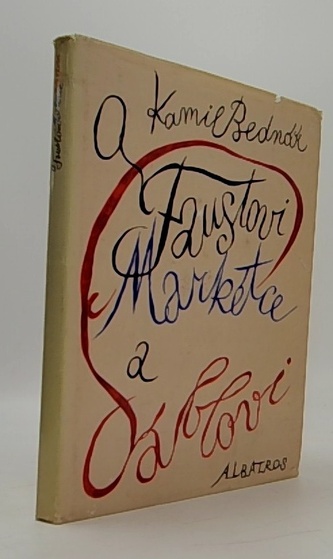 Kamil Bednář
O
Faustovi
Markétce
a
Ďáblovi
ALBATROS